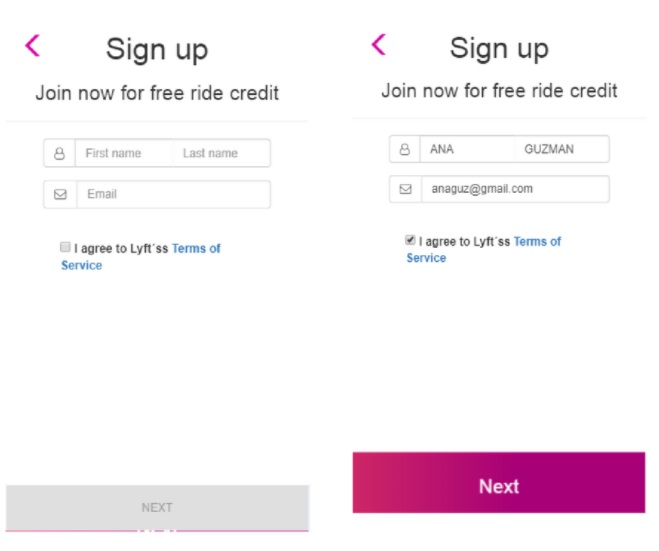 Sign up
Join now for free ride credit
First name Last name
Email
I agree to Lyft´ss Terms of
Service
NEXT
Sign up
Join now for free ride credit
ANA GUZMAN
anaguz@gmail.com
I agree to Lyft´ss Terms of
Service
Next